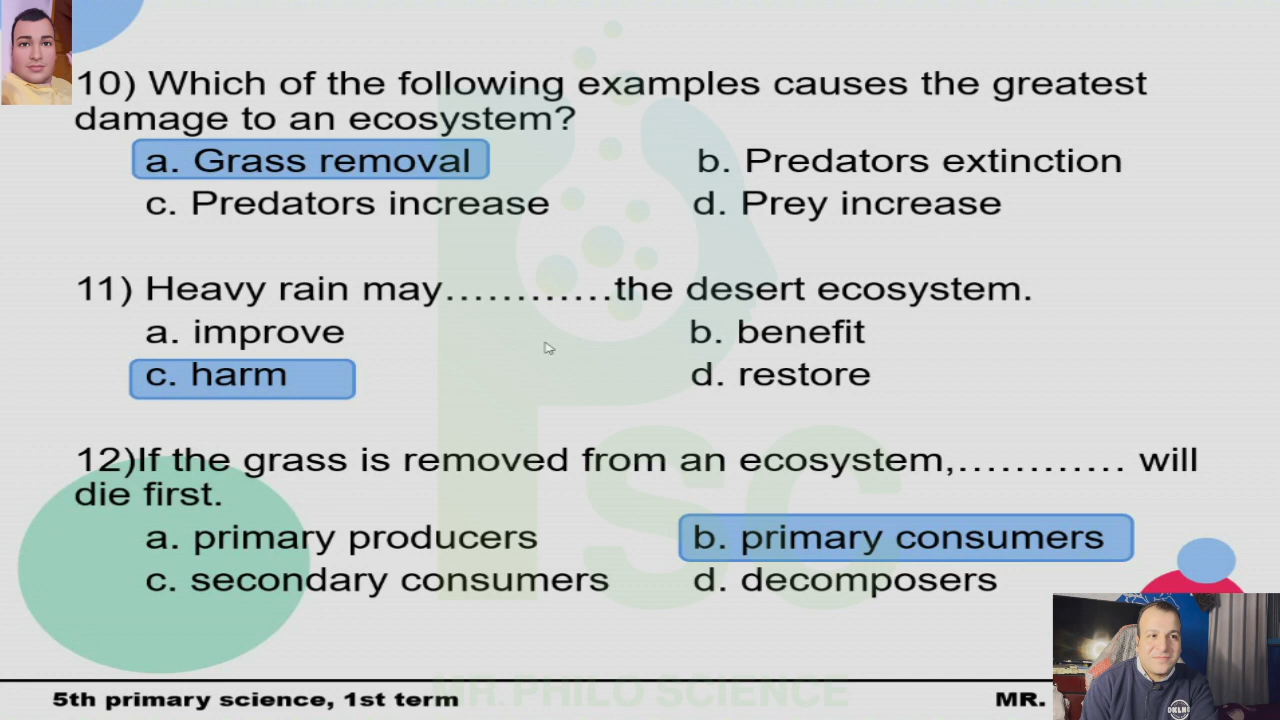 10) Which of the following examples causes the greatest
damage to an ecosystem?
a. Grass removal b. Predators extinction
c. Predators increase d. Prey increase
11) Heavy rain may............the desert ecosystem.
a. improve b. benefit
c. harm d. restore
12)If the grass is removed from an ecosystem,............ will
die first.
a. primary producers b. primary consumers
c. secondary consumers d. decomposers
Psc
MR. PHILO SCIENCE
5th primary science, 1st term MR.